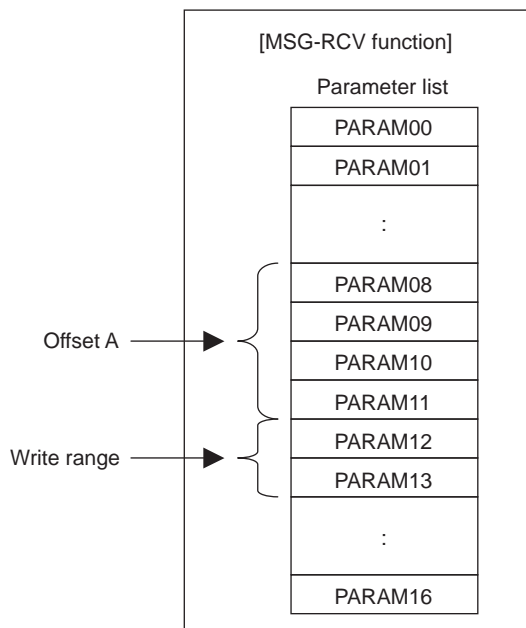 [MSG-RCV function]
Parameter list
PARAM00
PARAM01
:
PARAM08
PARAM09
Offset A
PARAM10
PARAM11
PARAM12
Write range
PARAM13
:
PARAM16